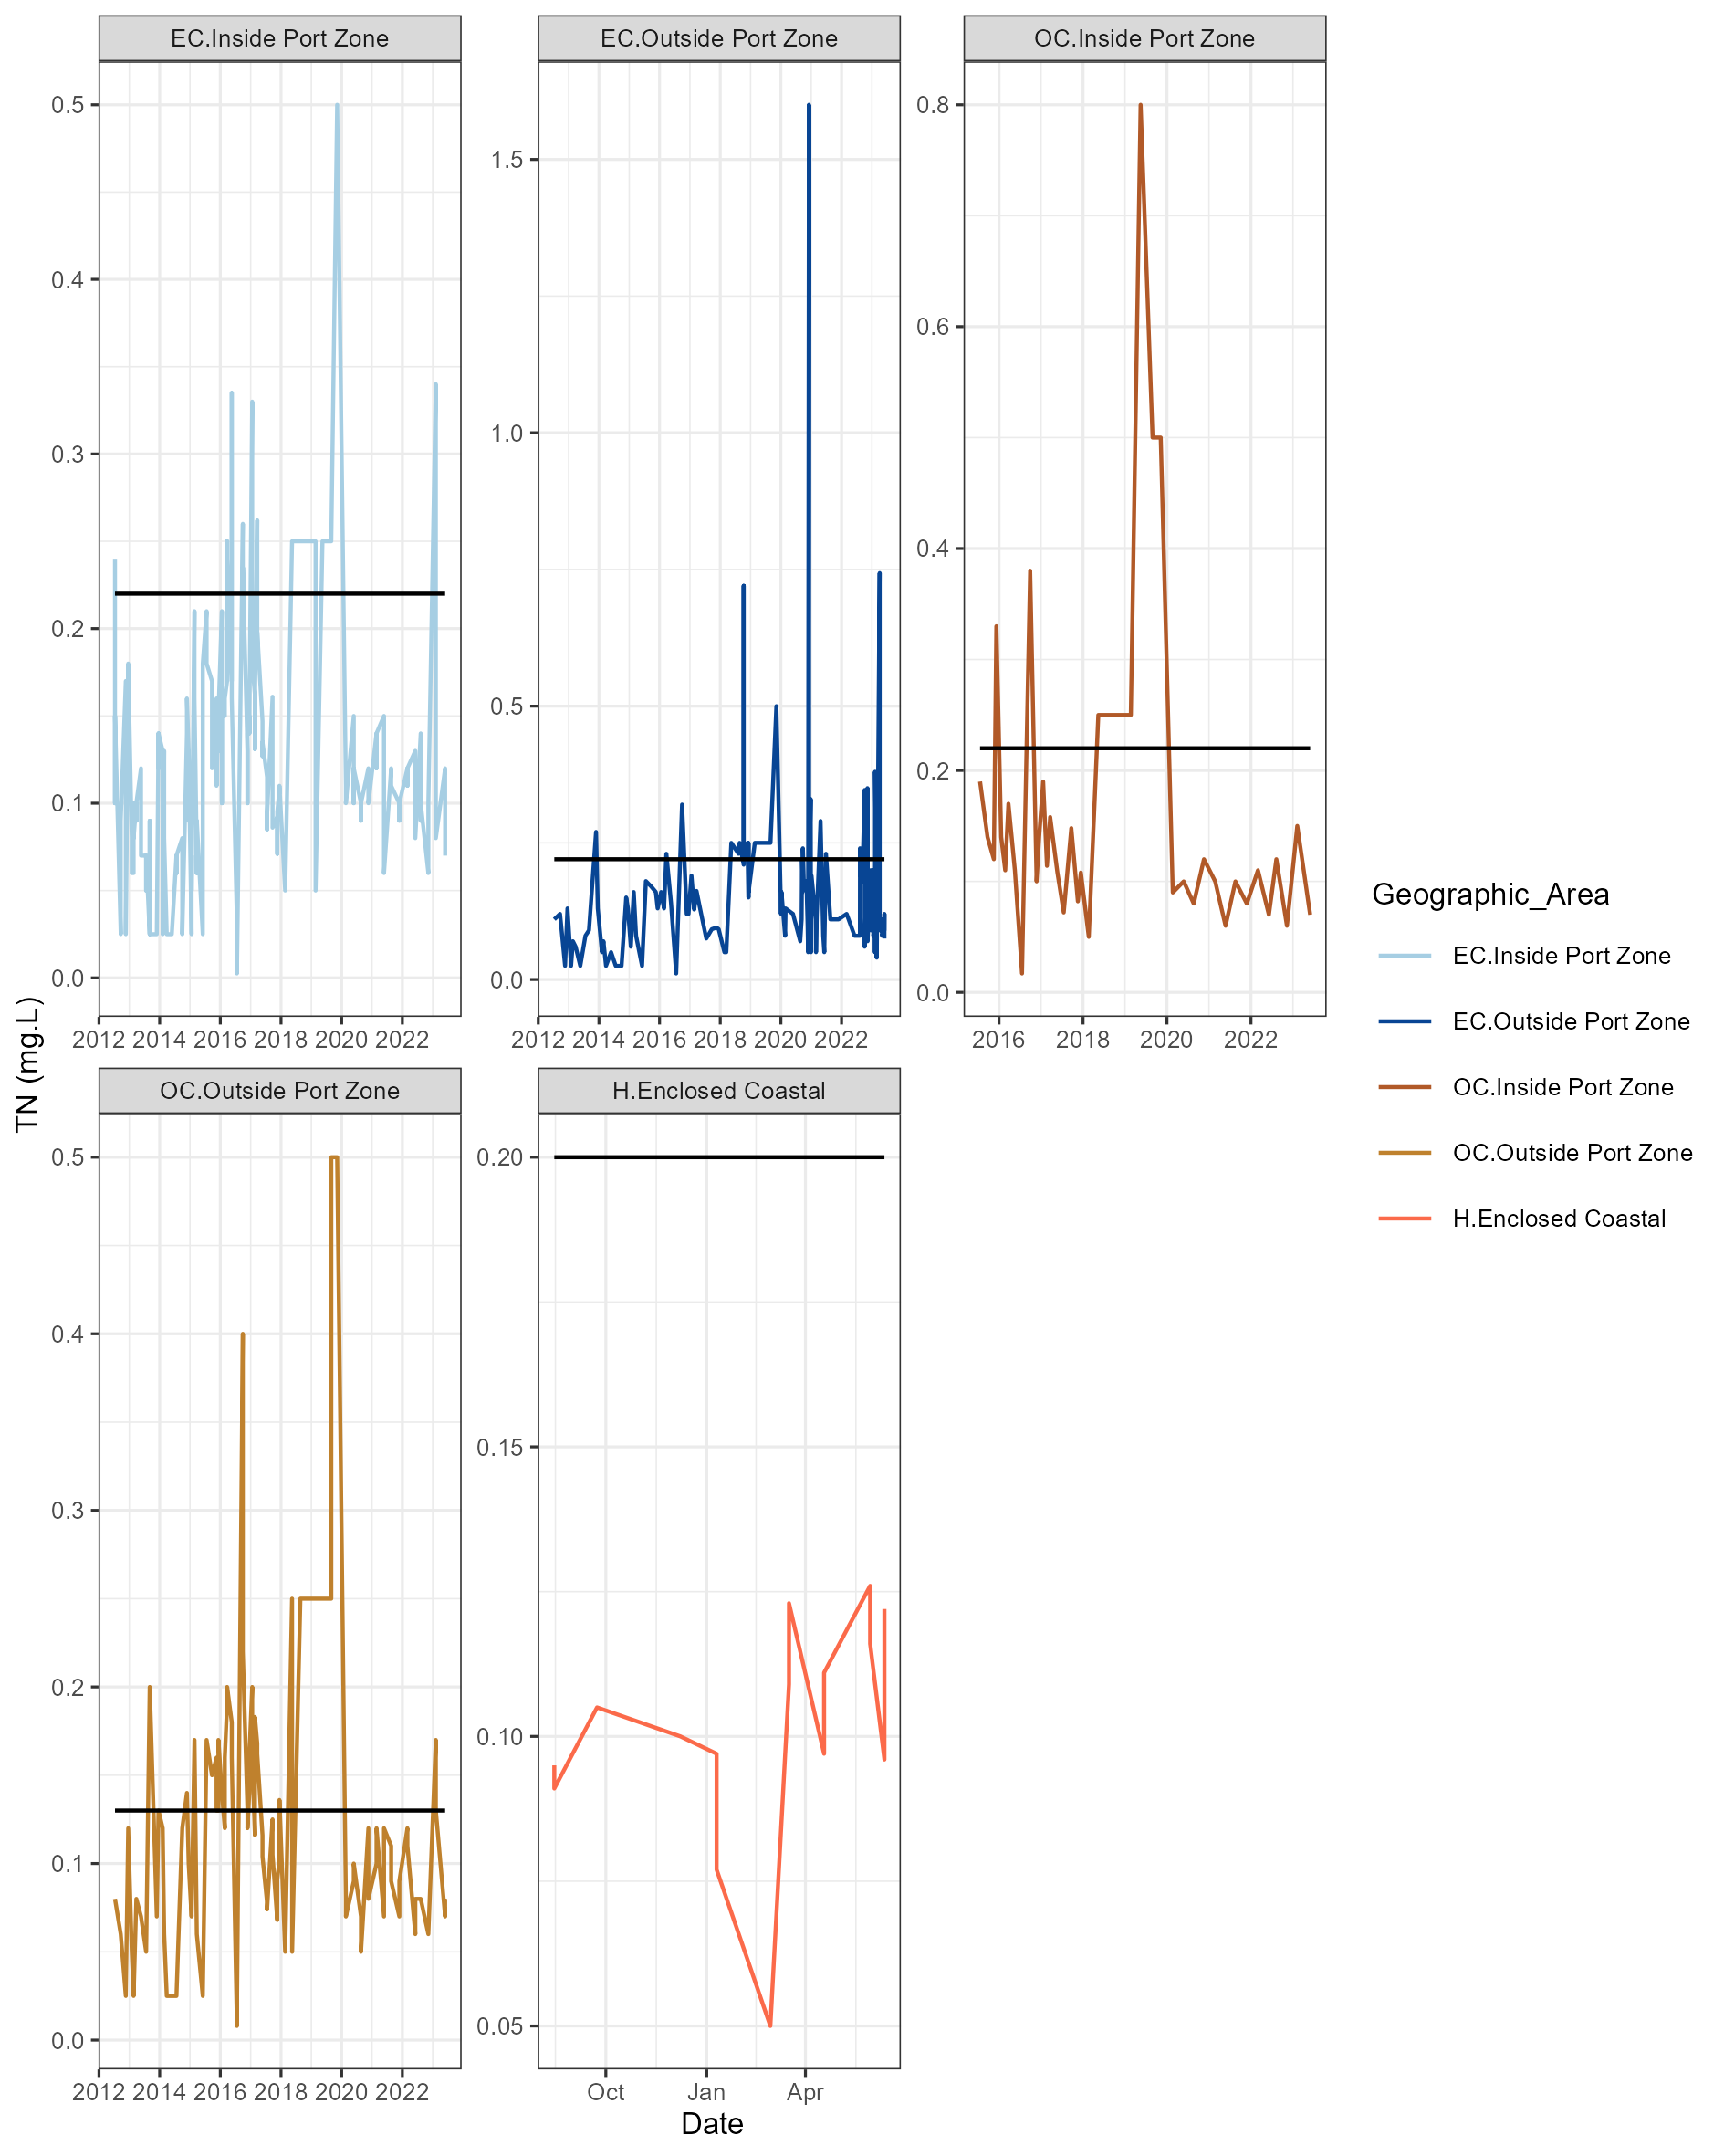 EC.Inside Port Zone
EC.Outside Port Zone
OC.Inside Port Zone
0.5
0.4
0.3
0.2
0.1
0.0
1.5
1.0
0.5
0.0
0.8
0.6
0.4
0.2
0.0
2012 2014 2016 2018 2020 2022
2012 2014 2016 2018 2020 2022
2016 2018 2020 2022
TN (mg.L)
OC.Outside Port Zone
H.Enclosed Coastal
0.5
0.4
0.3
0.2
0.1
0.0
0.20
0.15
0.10
0.05
2012 2014 2016 2018 2020 2022
Oct Jan Apr
Date
Geographic_Area
EC.Inside Port Zone
EC.Outside Port Zone
OC.Inside Port Zone
OC.Outside Port Zone
H.Enclosed Coastal